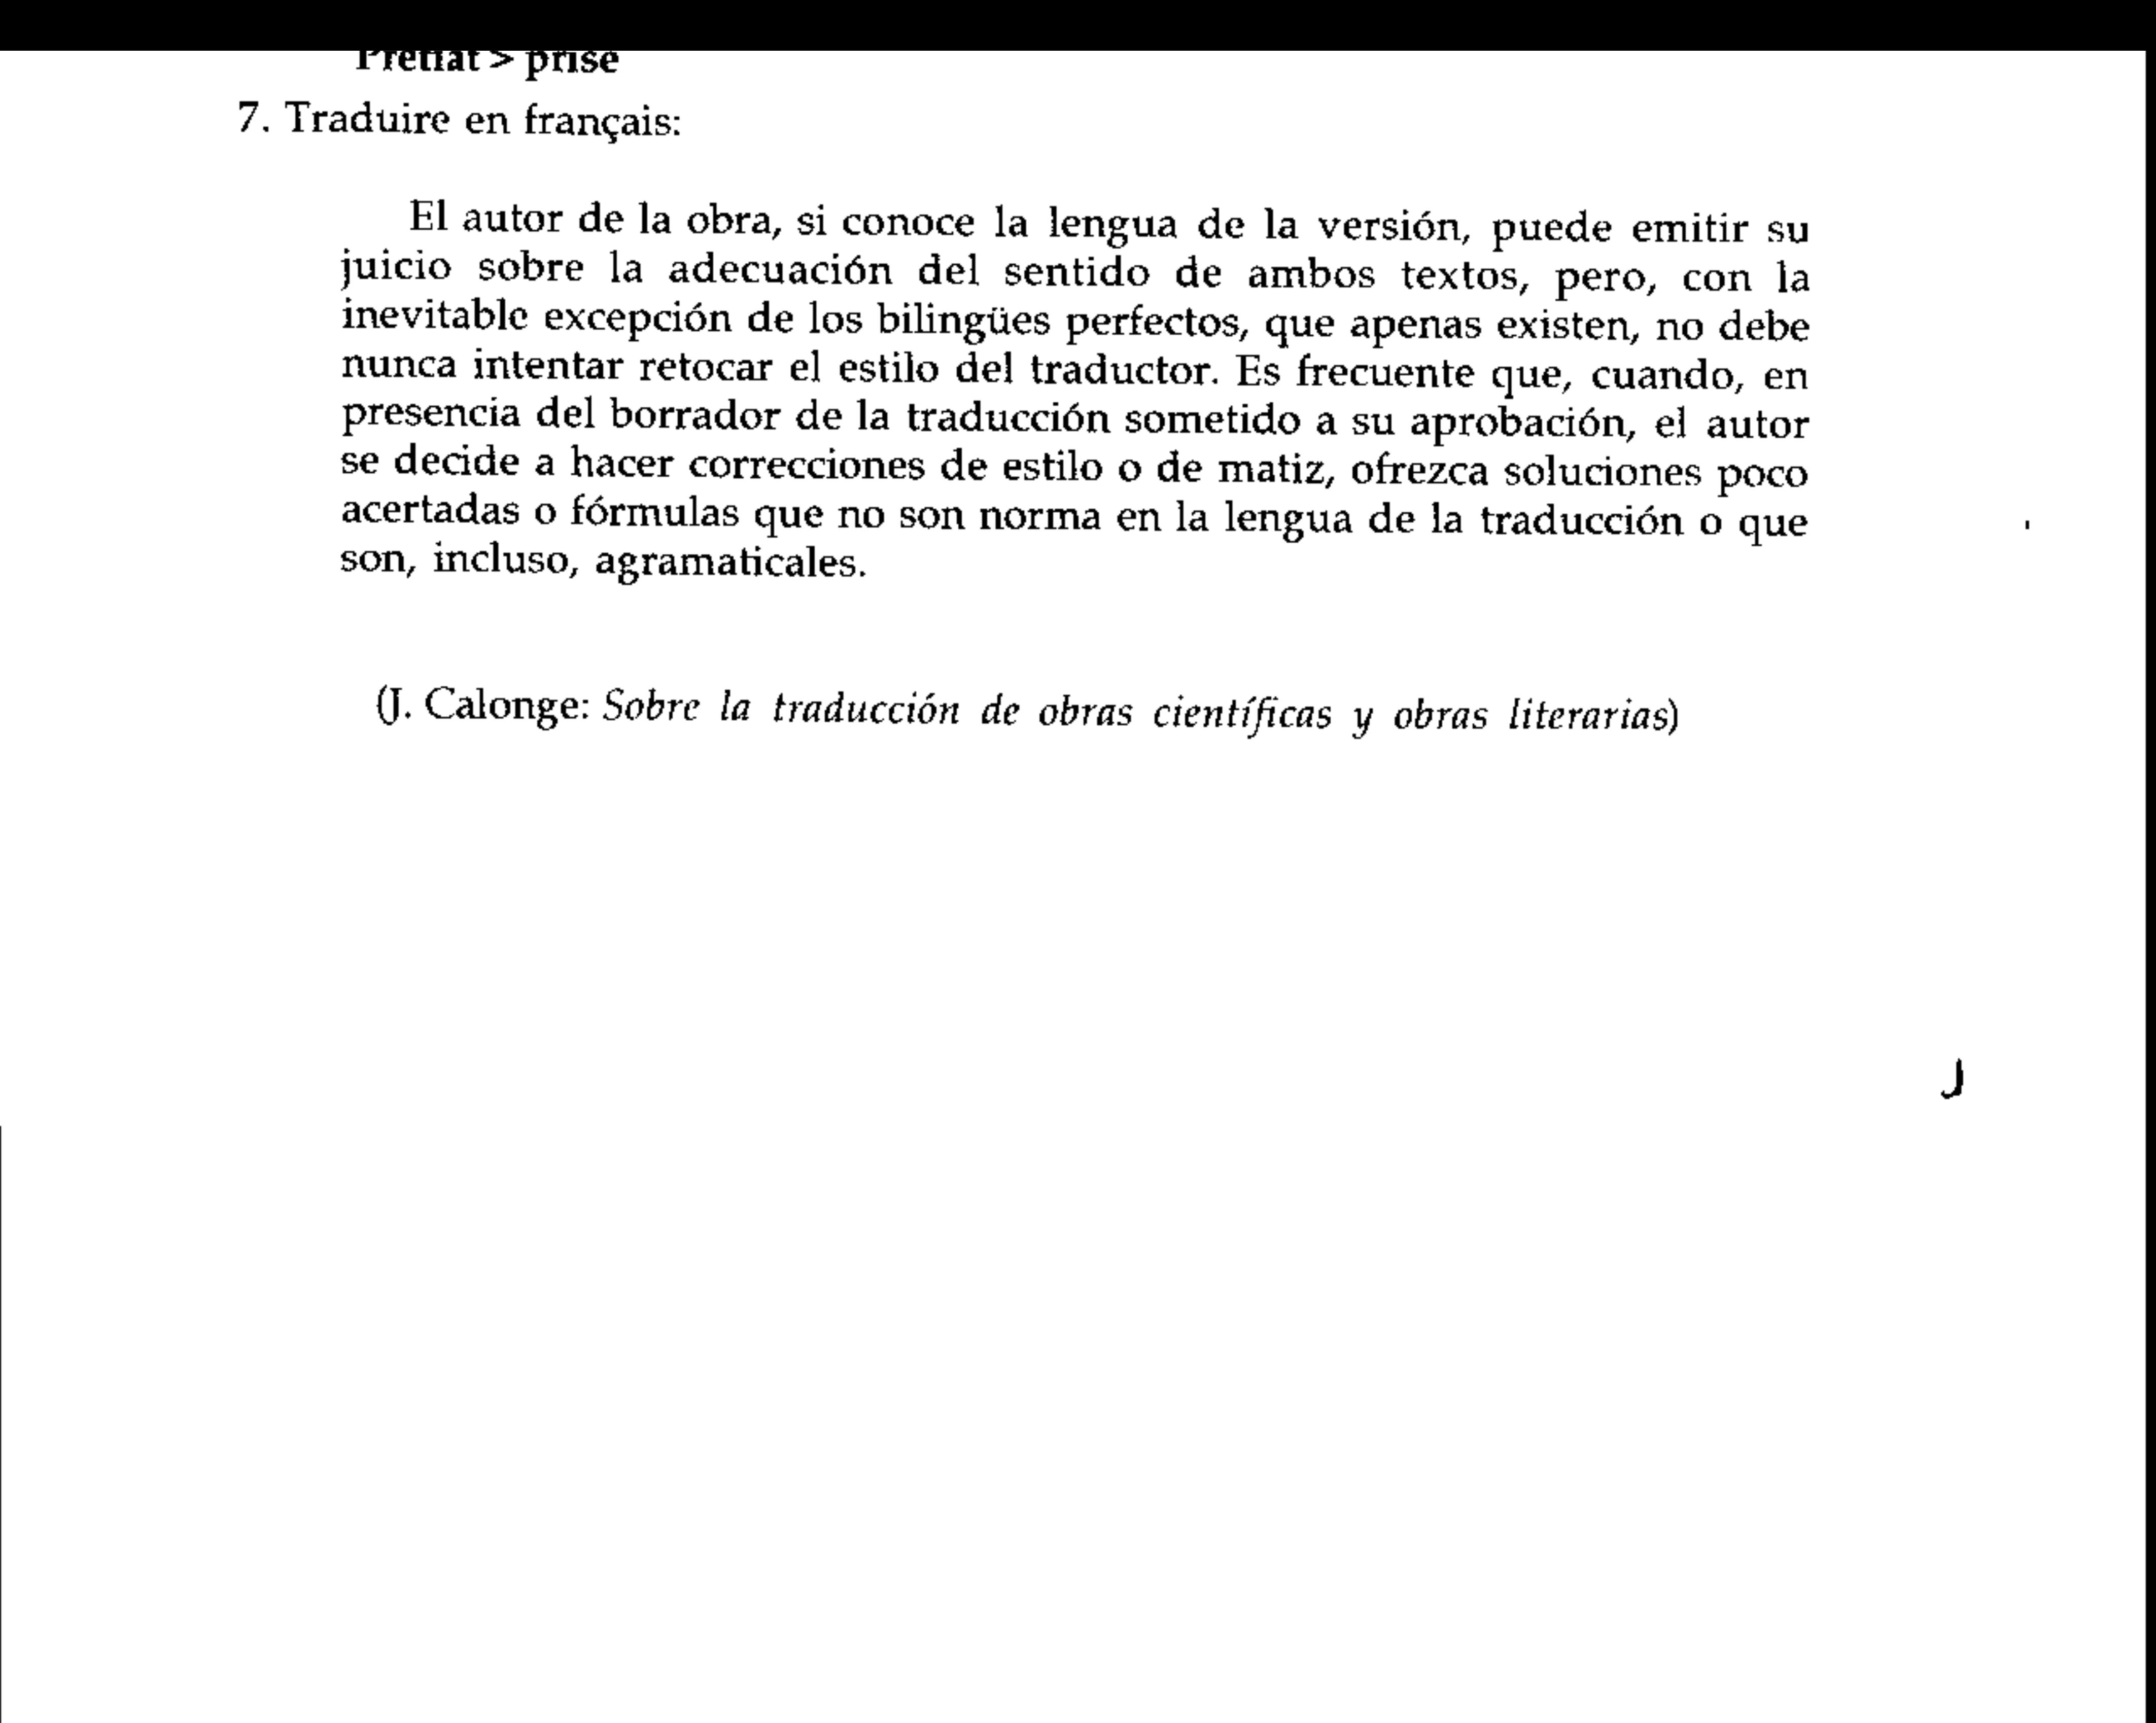 Prenat > prise
7. Traduire en français:
El autor de la obra, si conoce la lengua de la versión, puede emitir su
juicio sobre la adecuación del sentido de ambos textos, pero, con la
inevitable excepción de los bilingües perfectos, que apenas existen, no debe
nunca intentar retocar el estilo del traductor. Es frecuente que, cuando, en
presencia del borrador de la traducción sometido a su aprobación, el autor
se decide a hacer correcciones de estilo o de matiz, ofrezca soluciones poco
acertadas o fórmulas que no son norma en la lengua de la traducción o que
son, incluso, agramaticales.
(J. Calonge: Sobre la traducción de obras científicas y obras literarias)